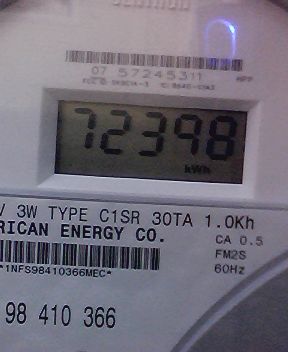 07 57245311
72398
kWh
V 3W TYPE C1SR 30TA 1.0Kh
RICAN ENERGY CO.
CA 0.5
FM2S
60Hz
*1NFS98410366MEC*
98 410 366